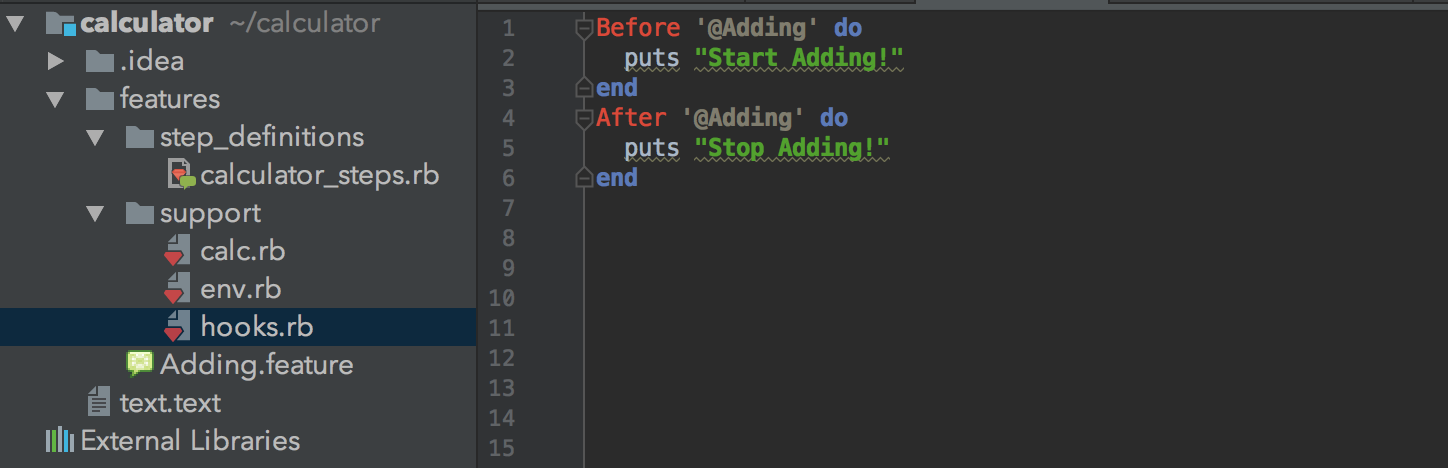 calculator ~/calculator
.idea
features
step_definitions
calculator_steps.rb
support
calc.rb
env.rb
hooks.rb
Adding.feature
text.text
External Libraries
1 Before '@Adding' do
2 puts "Start Adding!"
3 end
4 After '@Adding' do
5 puts "Stop Adding!"
6 end
7
8
9
10
11
12
13
14
15